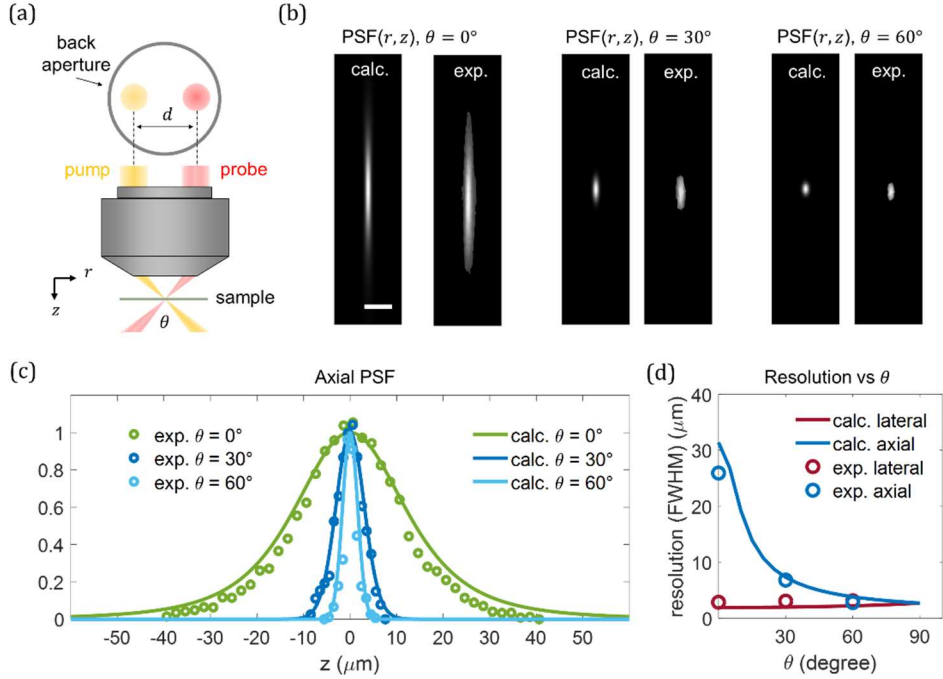 (a)
back
aperture
d
pump
probe
r
z
sample
θ
(b)
PSF(r, z), θ = 0°
calc.
exp.
PSF(r, z), θ = 30°
calc.
exp.
PSF(r, z), θ = 60°
calc.
exp.
(c)
Axial PSF
1
0.8
0.6
0.4
0.2
0
exp. θ = 0°
exp. θ = 30°
exp. θ = 60°
calc. θ = 0°
calc. θ = 30°
calc. θ = 60°
-50 -40 -30 -20 -10 0 10 20 30 40 50
z (μm)
(d)
Resolution vs θ
resolution (FWHM) (μm)
40
30
20
10
0
calc. lateral
calc. axial
exp. lateral
exp. axial
0 30 60 90
θ (degree)